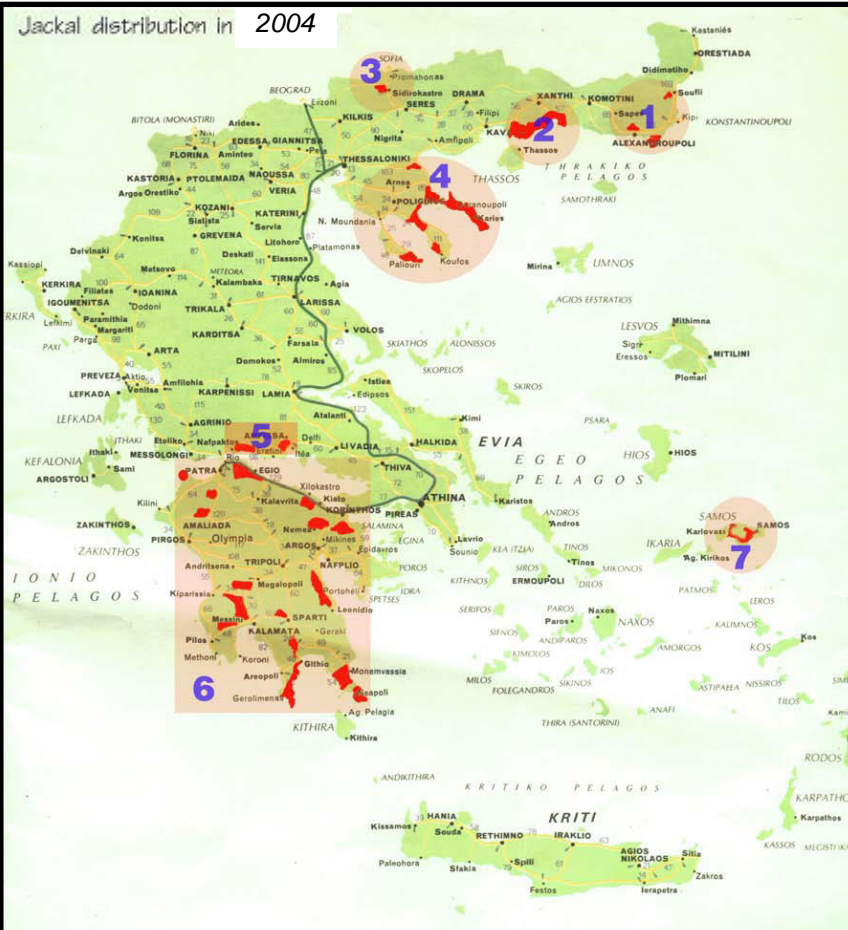 Jackal distribution in 2004
Kastaniés
ORESTIADA
Didimotiho
SOFIA
3
Promahonas
Sidirokastro
103
Soufli
BEOGRAD
Evzoni
DRAMA
XANTHI
KOMOTINI
1
Kipi
KONSTANTINOUPOLI
SERES
Filipi
2
ALEXANDROUPOLI
BITOLA (MONASTIRI)
Aridea
KILKIS
Niki
EDESSA
GIANNITSA
Nigrita
Amfipoli
Thassos
FLORINA
Aminteo
Pela
THESSALONIKI
THRAKIKO
PELAGOS
KASTORIA
PTOLEMAIDA
NAOUSSA
VERIA
THASSOS
4
Arnea
SAMOTHRAKI
Argos Orestiko
POLIGIROS
KOZANI
Siatista
KATERINI
N. Moundania
Karies
Konitsa
GREVENA
Servia
Litohoro
Platamonas
Delvinaki
Deskati
Elassona
Paliouri
Koufos
Kassiopi
Metsovo
METEORA
Kalambaka
TIRNAVOS
Agia
Mirina
LIMNOS
KERKIRA
Filiates
IOANINA
IGOUMENITSA
Dodoni
TRIKALA
LARISSA
AGIOS EFSTRATIOS
Lefkimi
Paramithia
Margariti
KARDITSA
VOLOS
Mithimna
LESVOS
PAXI
Parga
ARTA
Farsala
SKIATHOS
ALONISSOS
Sigri
Eressos
MITILINI
Domokos
Almiros
SKOPELOS
Plomari
PREVEZA
Aktio
Amfilohia
KARPENISSI
LAMIA
Istiea
Edipsos
SKIROS
LEFKADA
Vonitsa
LEFKADA
AGRINIO
Atalanti
Kimi
PSARA
ITHAKI
Etoliko
Nafpaktos
5
Delfi
LIVADIA
HALKIDA
EVIA
HIOS
HIOS
KEFALONIA
Ithaki
Sami
MESSOLONGI
Rio
Itéa
THIVA
EGEO
PELAGOS
ARGOSTOLI
PATRA
EGIO
Xilokastro
Kilini
Kalavrita
Kiato
KORINTHOS
ATHINA
PIREAS
Karistos
ANDROS
Andros
SAMOS
Karlovassi
SAMOS
ZAKINTHOS
AMALIADA
PIRGOS
Olympia
Nemea
SALAMINA
Mikines
EGINA
Lavrio
Sounio
KEA (TZIA)
IKARIA
Ag. Kirikos
7
ZAKINTHOS
ARGOS
Epidavros
TINOS
Tinos
MIKONOS
Andritsena
TRIPOLI
NAFPLIO
POROS
KITHNOS
SIROS
ERMOUPOLI
DILOS
PATMOS
IONIO
PELAGOS
Kiparissia
Megalopoli
Portoheli
IDRA
SPETSES
LEROS
Leonidio
SERIFOS
PAROS
Paros
Naxos
NAXOS
KALIMNOS
Messini
SPARTI
Pilos
KALAMATA
Geraki
SIFNOS
ANDIPAROS
AMORGOS
Kos
KOS
Methoni
Koroni
Githio
Monemvassia
KIMOLOS
IOS
6
Areopoli
MILOS
FOLEGANDROS
SIKINOS
ASTIPALEA
NISSIROS
TILOS
Gerolimenas
Neapoli
Ag. Pelagia
THIRA (SANTORINI)
ANAFI
KITHIRA
Kithira
RODOS
ANDIKITHIRA
KRITIKO PELAGOS
KARPATHO
Karpathos
Kissamos
HANIA
Souda
KRITI
RETHIMNO
IRAKLIO
AGIOS
NIKOLAOS
Sitia
KASSOS
Paleohora
Sfakia
Spili
Zakros
Festos
Ierapetra